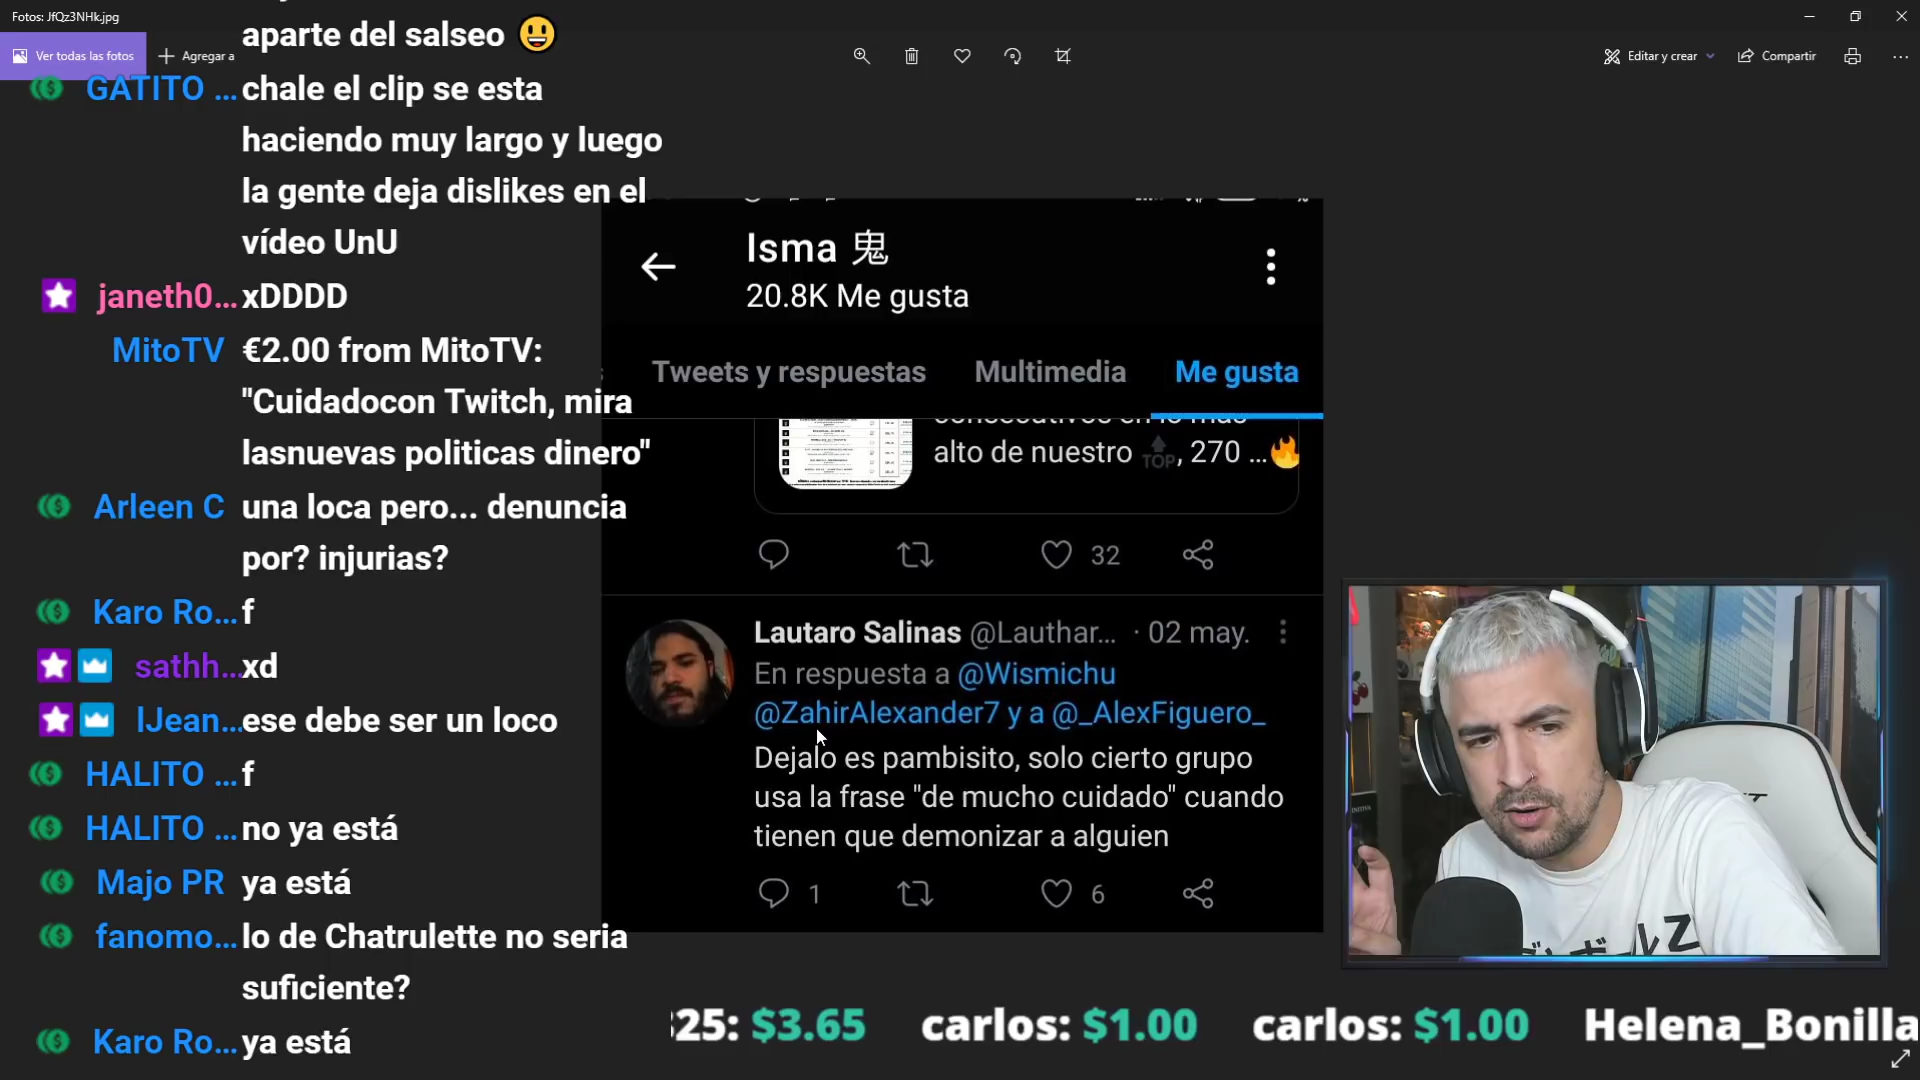 Fotos: JfQz3NHk.jpg
Ver todas las fotos
Agregar a
Editar y crear
Compartir
aparte del salseo 😃
GATITO ... chale el clip se esta
haciendo muy largo y luego
la gente deja dislikes en el
vídeo UnU
janeth0... xDDDD
MitoTV €2.00 from MitoTV:
"Cuidadocon Twitch, mira
lasnuevas politicas dinero"
Arleen C una loca pero... denuncia
por? injurias?
Karo Ro... f
sathh... xd
lJean... ese debe ser un loco
HALITO ... f
HALITO ... no ya está
Majo PR ya está
fanomo... lo de Chatrulette no seria
suficiente?
Karo Ro... ya está
Isma 鬼
20.8K Me gusta
Tweets y respuestas
Multimedia
Me gusta
alto de nuestro 🔝, 270 ...🔥
32
Lautaro Salinas @Lauthar... · 02 may.
En respuesta a @Wismichu
@ZahirAlexander7 y a @_AlexFiguero_
Dejalo es pambisito, solo cierto grupo
usa la frase "de mucho cuidado" cuando
tienen que demonizar a alguien
1
6
Z
25: $3.65 carlos: $1.00 carlos: $1.00 Helena_Bonilla